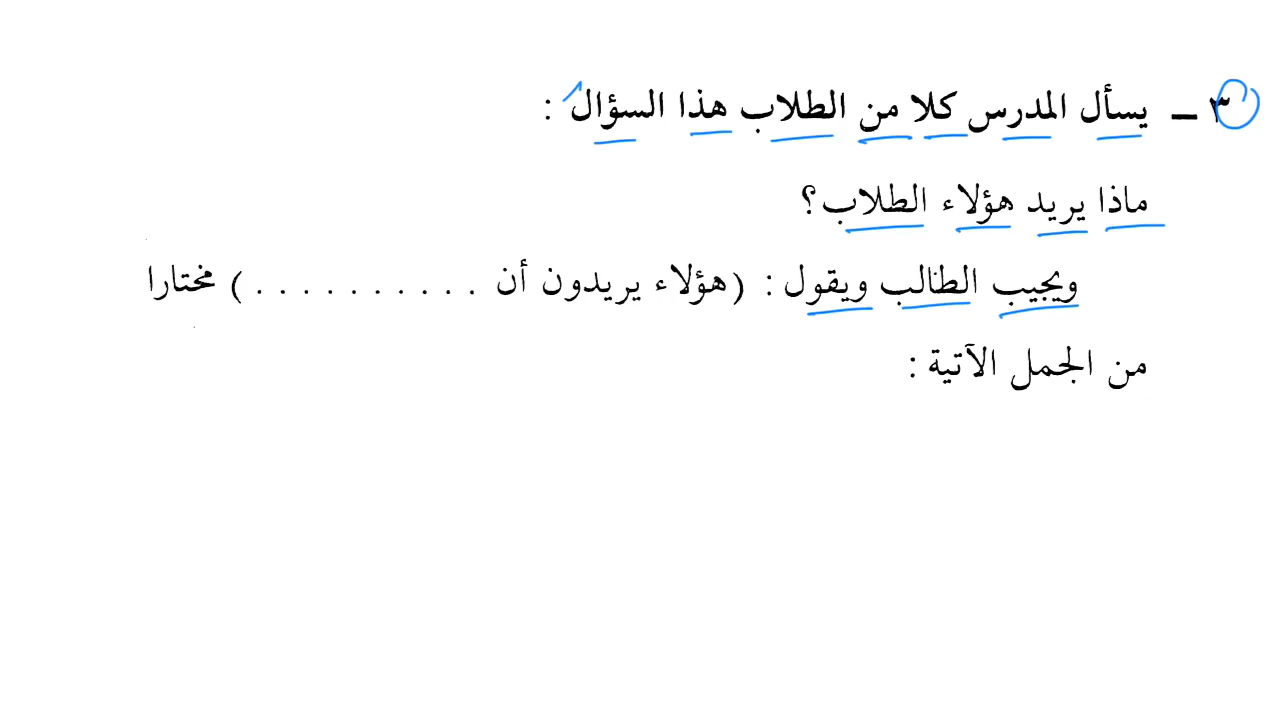 ٣ ـ يسأل المدرس كلا من الطلاب هذا السؤال :
ماذا يريد هؤلاء الطلاب؟
ويجيب الطالب ويقول : (هؤلاء يريدون أن . . . . . . . . . .) مختارا
من الجمل الآتية :